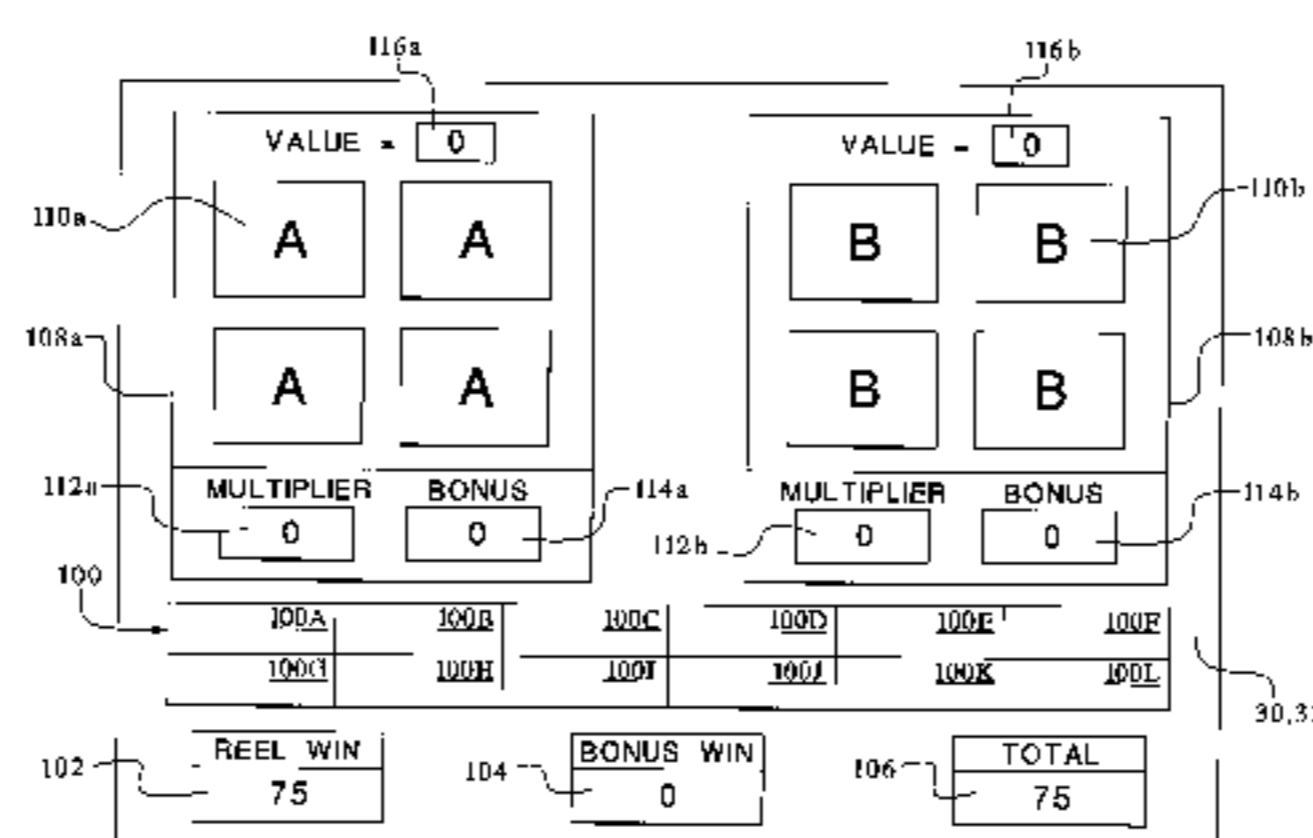 116a 116b
VALUE = 0 VALUE = 0
110a A A B B 110b
108a A A B B 108b
MULTIPLIER BONUS MULTIPLIER BONUS
112a 0 0 114a 112b 0 0 114b
100
100A 100B 100C 100D 100E 100F
100G 100H 100I 100J 100K 100L
REEL WIN BONUS WIN TOTAL
102 75 104 0 106 75